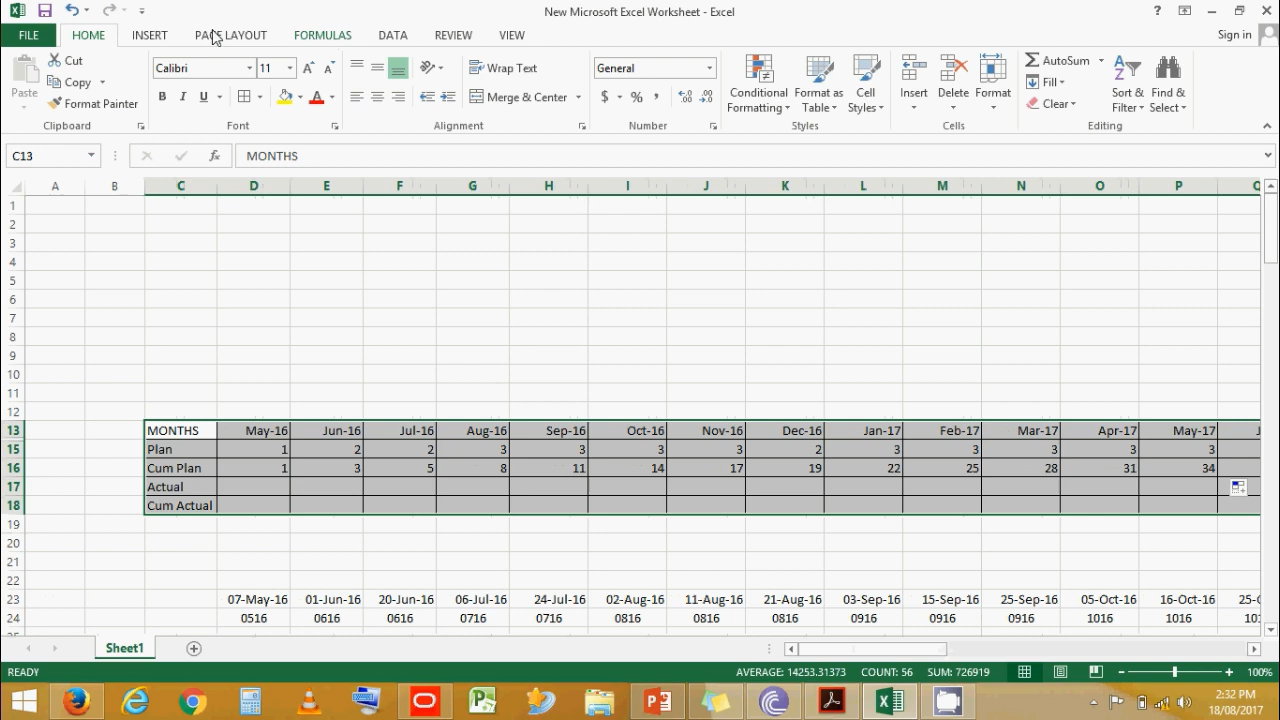 New Microsoft Excel Worksheet - Excel
?
FILE HOME INSERT PAGE LAYOUT FORMULAS DATA REVIEW VIEW Sign in
Paste Cut Copy Format Painter
Calibri 11 A A
B I U A
Wrap Text
Merge & Center
General
$ % ,
Conditional Formatting Format as Table Cell Styles
Insert Delete Format
AutoSum
Fill
Clear
Sort & Filter Find & Select
Clipboard Font Alignment Number Styles Cells Editing
C13 fx MONTHS
A B C D E F G H I J K L M N O P
1
2
3
4
5
6
7
8
9
10
11
12
13 MONTHS May-16 Jun-16 Jul-16 Aug-16 Sep-16 Oct-16 Nov-16 Dec-16 Jan-17 Feb-17 Mar-17 Apr-17 May-17
15 Plan 1 2 2 3 3 3 3 2 3 3 3 3 3
16 Cum Plan 1 3 5 8 11 14 17 19 22 25 28 31 34
17 Actual
18 Cum Actual
19
20
21
22
23 07-May-16 01-Jun-16 20-Jun-16 06-Jul-16 24-Jul-16 02-Aug-16 11-Aug-16 21-Aug-16 03-Sep-16 15-Sep-16 25-Sep-16 05-Oct-16 16-Oct-16
24 0516 0616 0616 0716 0716 0816 0816 0816 0916 0916 0916 1016 1016
Sheet1
READY AVERAGE: 14253.31373 COUNT: 56 SUM: 726919 100%
2:32 PM
18/08/2017